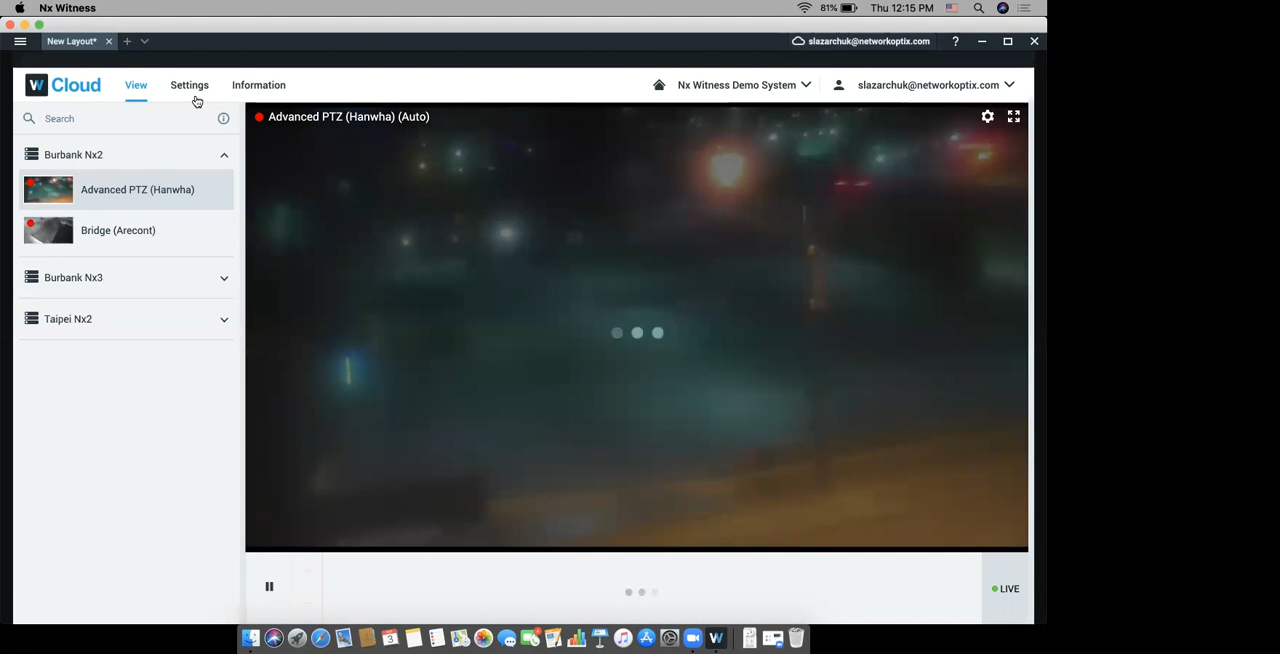 Nx Witness
81%
Thu 12:15 PM
New Layout*
slazarchuk@networkoptix.com
?
W Cloud
View
Settings
Information
Nx Witness Demo System
slazarchuk@networkoptix.com
Search
Advanced PTZ (Hanwha) (Auto)
Burbank Nx2
Advanced PTZ (Hanwha)
Bridge (Arecont)
Burbank Nx3
Taipei Nx2
LIVE
3
W